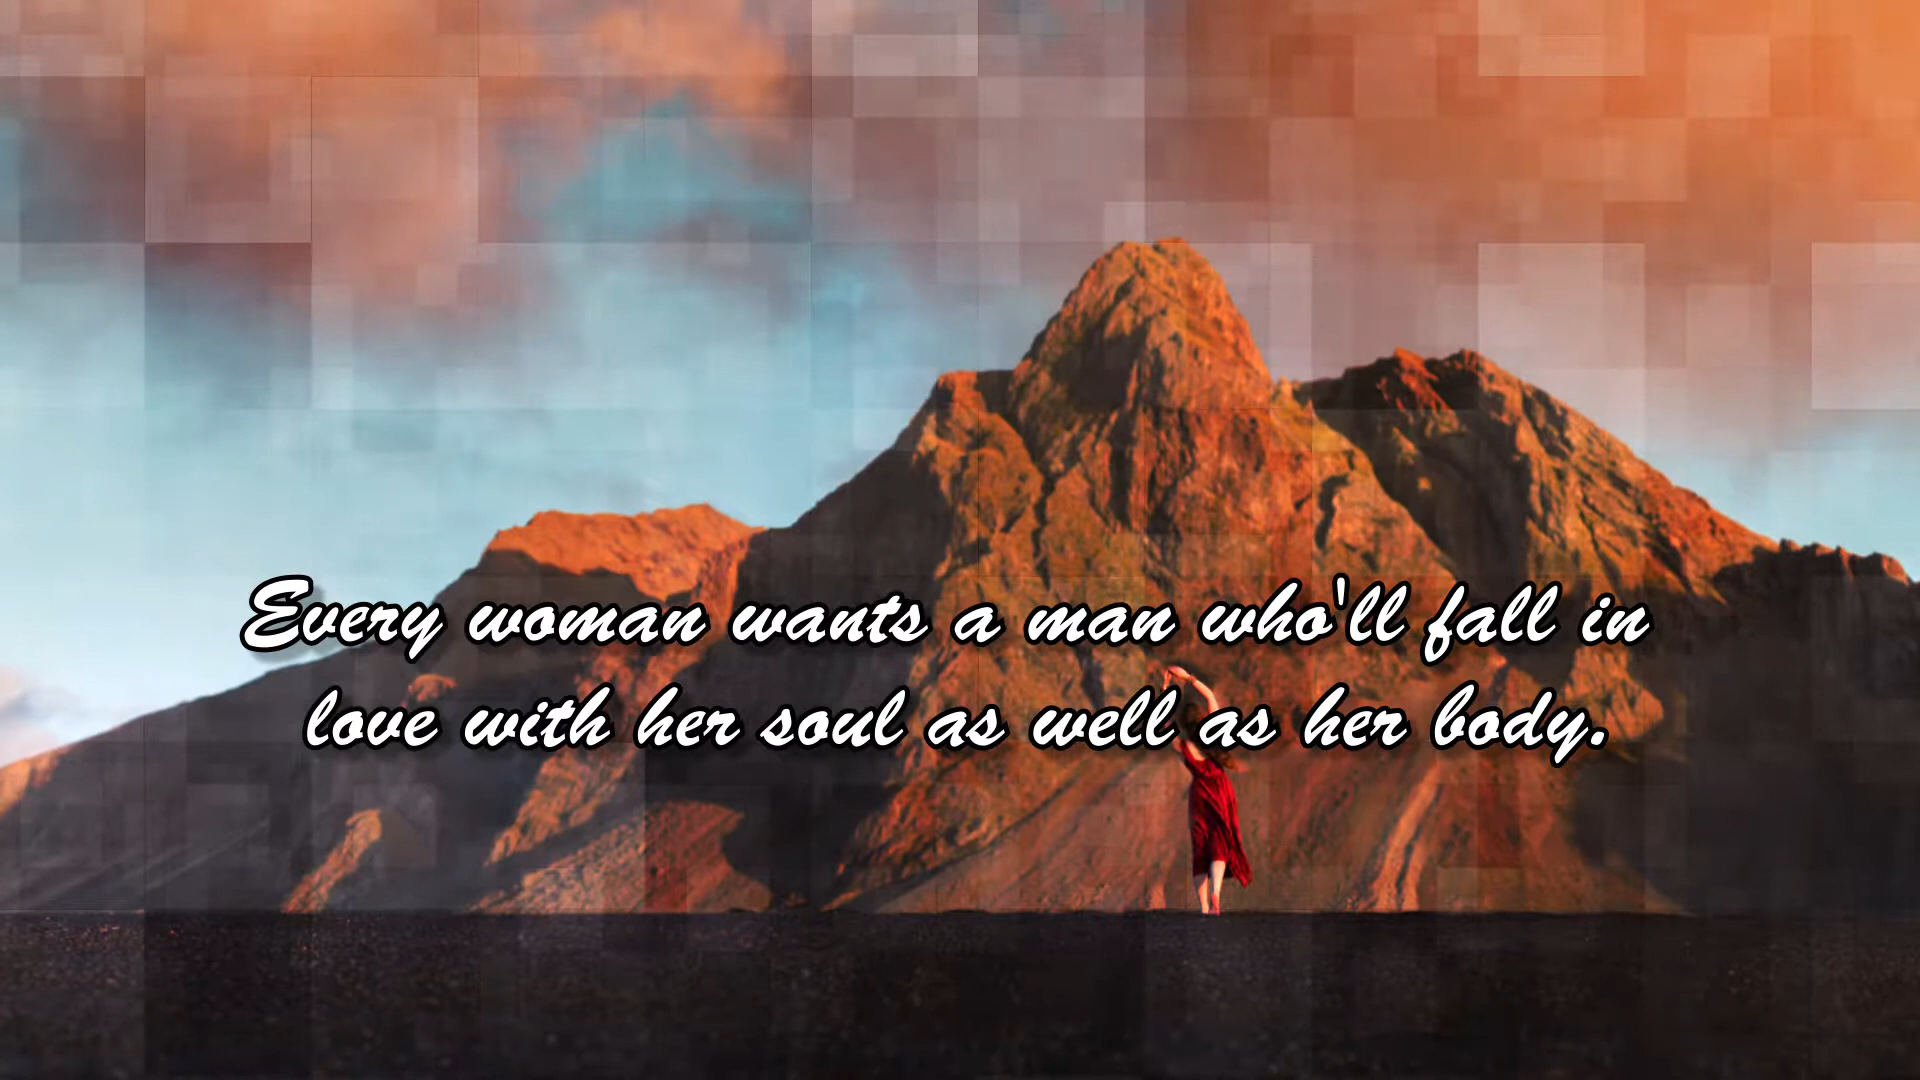 Every woman wants a man who'll fall in
love with her soul as well as her body.